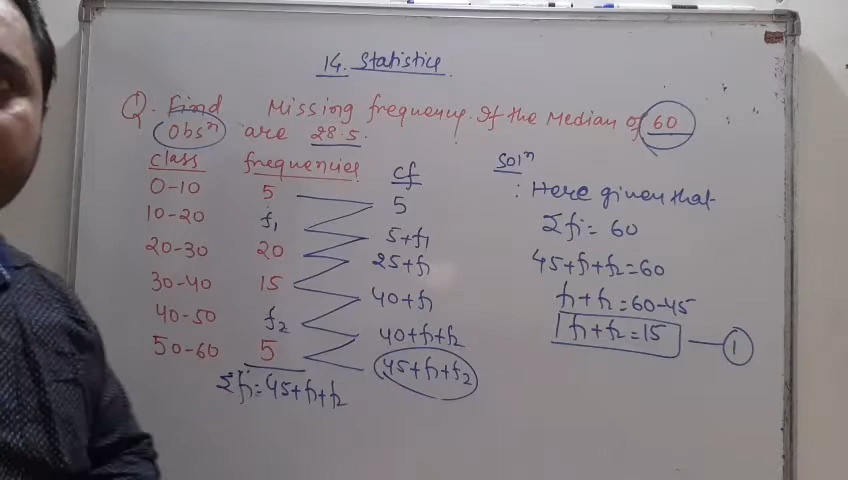 14. Statistics
Q. Find Missing frequency. If the Median of 60
Obsⁿ are 28.5.
class frequencies cf
0-10 5 5
10-20 f₁ 5+f₁
20-30 20 25+f₁
30-40 15 40+f₁
40-50 f₂ 40+f₁+f₂
50-60 5 45+f₁+f₂
Σfi=45+f₁+f₂
Solⁿ
: Here given that
Σfi=60
45+f₁+f₂=60
f₁+f₂=60-45
f₁+f₂=15 — 1